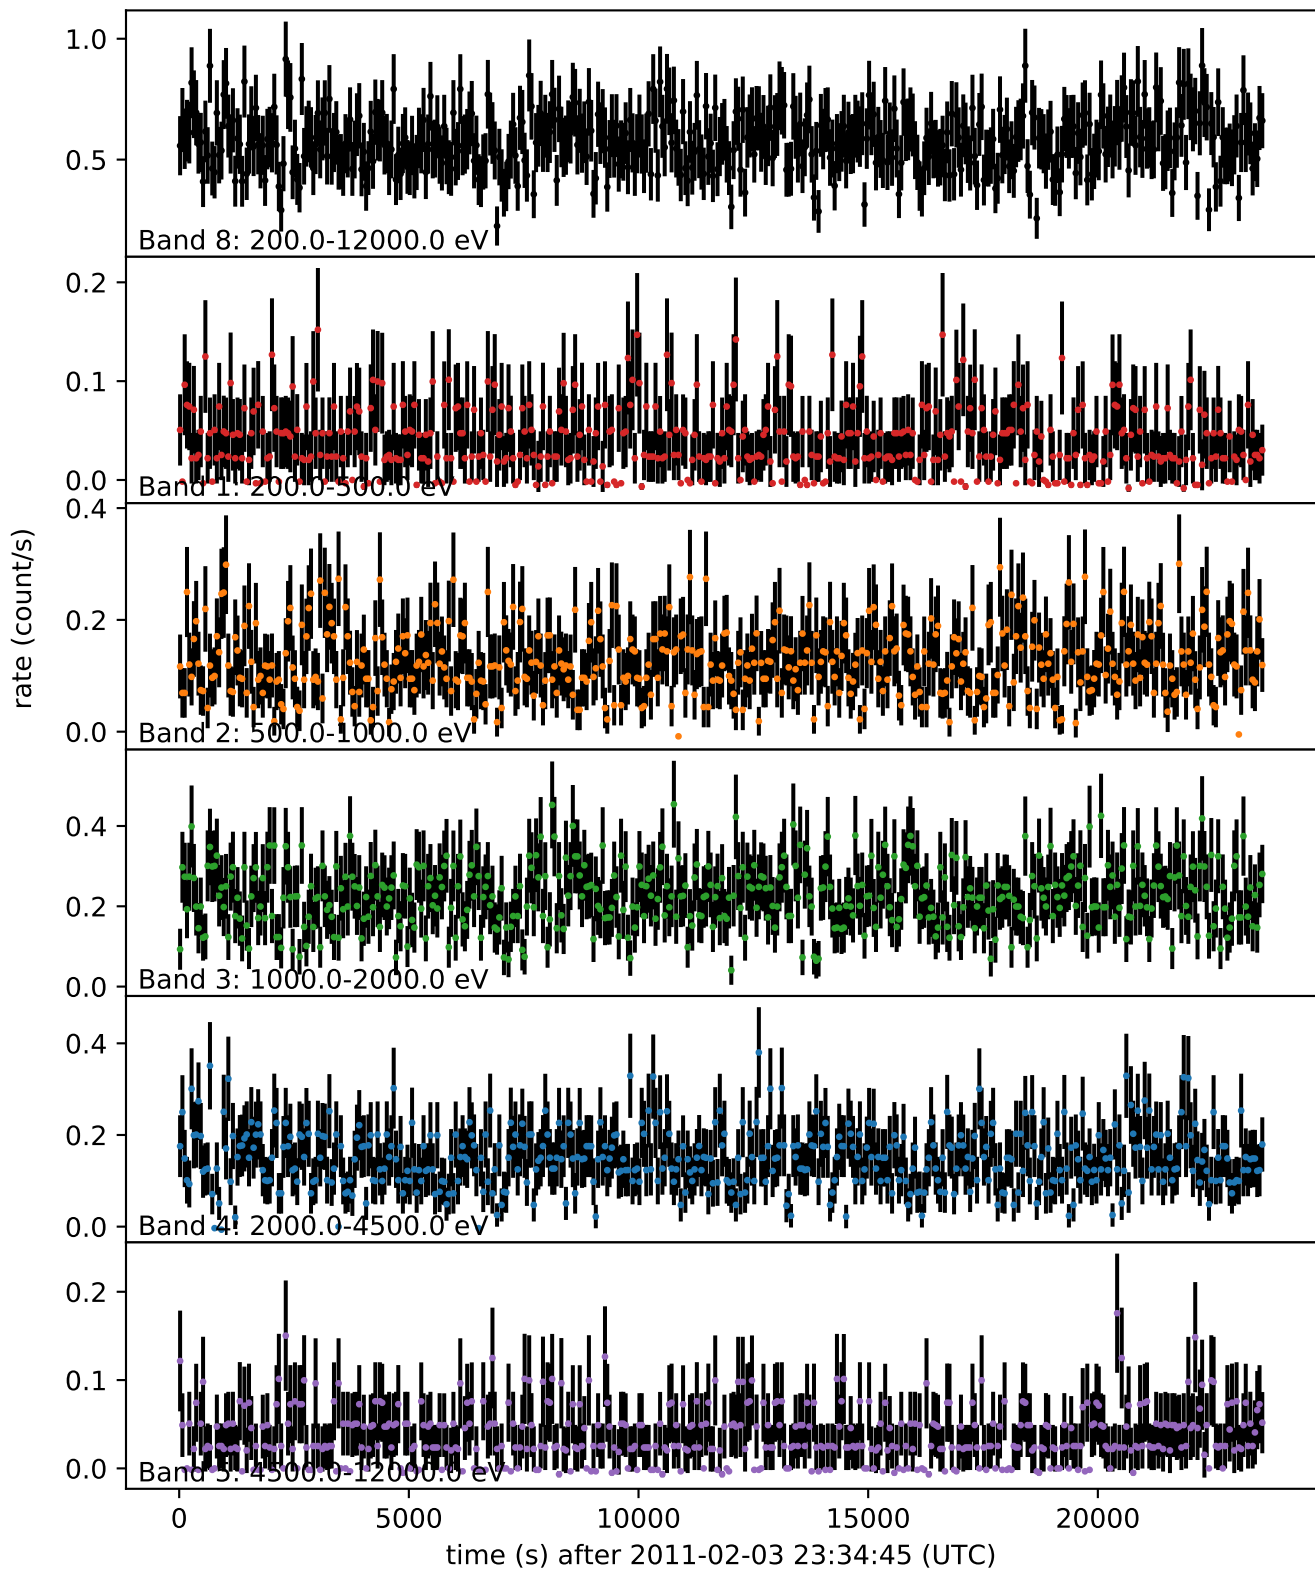 1.0
0.5
Band 8: 200.0-12000.0 eV
0.2
0.1
0.0
Band 1: 200.0-500.0 eV
0.4
0.2
0.0
Band 2: 500.0-1000.0 eV
rate (count/s)
0.4
0.2
0.0
Band 3: 1000.0-2000.0 eV
0.4
0.2
0.0
Band 4: 2000.0-4500.0 eV
0.2
0.1
0.0
Band 5: 4500.0-12000.0 eV
0 5000 10000 15000 20000
time (s) after 2011-02-03 23:34:45 (UTC)